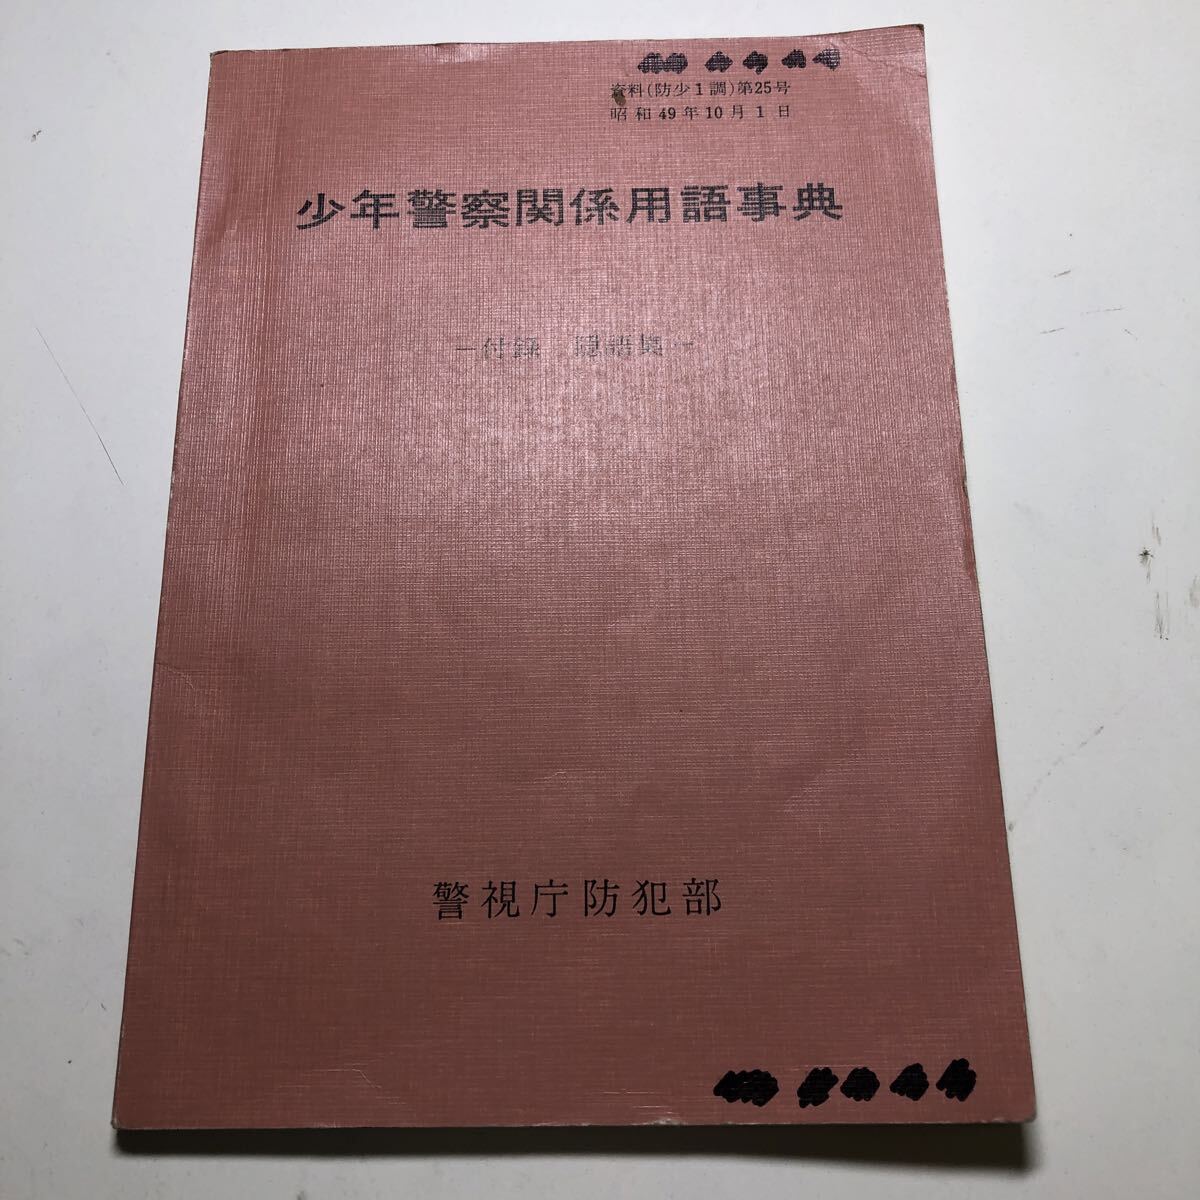 資料(防少1調)第25号
昭和49年10月1日
少年警察関係用語事典
—付録 隠語集—
警視庁防犯部